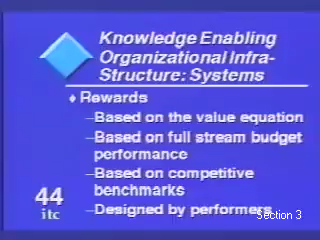 Knowledge Enabling
Organizational Infra-
Structure: Systems
♦ Rewards
–Based on the value equation
–Based on full stream budget
performance
–Based on competitive
benchmarks
–Designed by performers
44
itc
Section 3